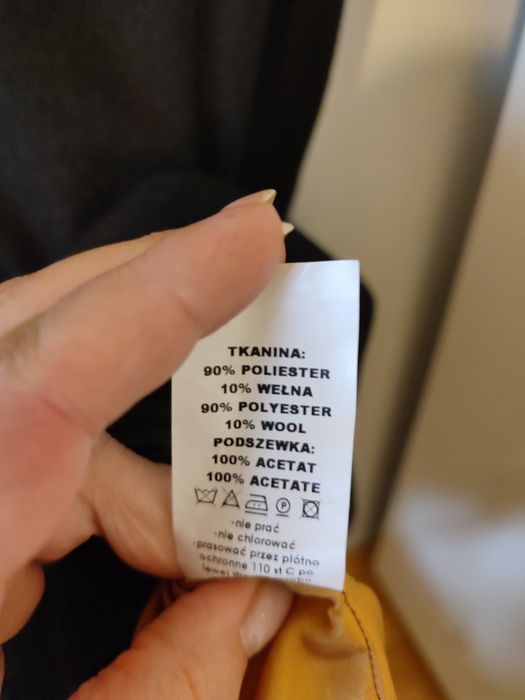 TKANINA:
90% POLIESTER
10% WEŁNA
90% POLYESTER
10% WOOL
PODSZEWKA:
100% ACETAT
100% ACETATE
P
-nie prać
-nie chlorować
-prasować przez płótno
ochronne 110 st C po
lewej